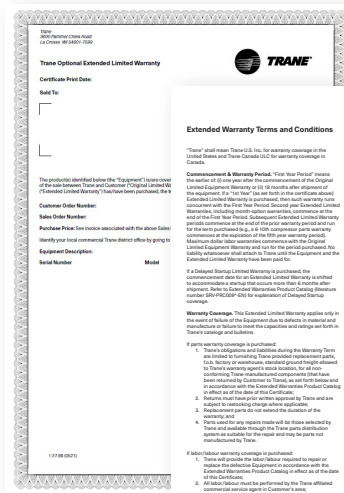 Trane
3600 Pammel Creek Road
La Crosse WI 54601-7599
TRANE
Trane Optional Extended Limited Warranty
Certificate Print Date:
Sold To:
The product(s) identified below (the "Equipment") is/are cover
of the sale between Trane and Customer ("Original Limited W
("Extended Limited Warranty") has/have been purchased, the t
Customer Order Number:
Sales Order Number:
Purchase Price: See invoice associated with the above Sales
Identify your local commercial Trane district office by going to
Equipment Description:
Serial Number Model
1-27.98 (0521)
Extended Warranty Terms and Conditions
"Trane" shall mean Trane U.S. Inc. for warranty coverage in the
United States and Trane Canada ULC for warranty coverage in
Canada.
Commencement & Warranty Period. "First Year Period" means
the earlier of: (i) one year after the commencement of the Original
Limited Equipment Warranty or (ii) 18 months after shipment of
the equipment. If a "1st Year" (as set forth in the certificate above)
Extended Limited Warranty is purchased, then such warranty runs
concurrent with the First Year Period. Second year Extended Limited
Warranties, including month-option warranties, commence at the
end of the First Year Period. Subsequent Extended Limited Warranty
periods commence at the end of the prior warranty period and run
for the term purchased (e.g., a 6-10th compressor parts warranty
commences at the expiration of the fifth year warranty period).
Maximum dollar labor warranties commence with the Original
Limited Equipment Warranty and run for the period purchased. No
liability whatsoever shall attach to Trane until the Equipment and the
Extended Limited Warranty have been paid for.
If a Delayed Startup Limited Warranty is purchased, the
commencement date for an Extended Limited Warranty is shifted
to accommodate a startup that occurs more than 6 months after
shipment. Refer to Extended Warranties Product Catalog (literature
number SRV-PRC009*-EN) for explanation of Delayed Startup
coverage.
Warranty Coverage. This Extended Limited Warranty applies only in
the event of failure of the Equipment due to defects in material and
manufacture or failure to meet the capacities and ratings set forth in
Trane's catalogs and bulletins.
If parts warranty coverage is purchased:
1. Trane's obligations and liabilities during the Warranty Term
are limited to furnishing Trane provided replacement parts,
f.o.b. factory or warehouse, standard ground freight-allowed
to Trane's warranty agent's stock location, for all non-
conforming Trane-manufactured components (that have
been returned by Customer to Trane), as set forth below and
in accordance with the Extended Warranties Product Catalog
in effect as of the date of this Certificate;
2. Returns must have prior written approval by Trane and are
subject to restocking charge where applicable;
3. Replacement parts do not extend the duration of the
warranty; and
4. Parts used for any repairs made will be those selected by
Trane and available through the Trane parts distribution
system as suitable for the repair and may be parts not
manufactured by Trane.
If labor/labour warranty coverage is purchased:
1. Trane will provide the labor/labour required to repair or
replace the defective Equipment in accordance with the
Extended Warranties Product Catalog in effect as of the date
of this Certificate;
2. All labor/labour must be performed by the Trane affiliated
commercial service agent in Customer's area;